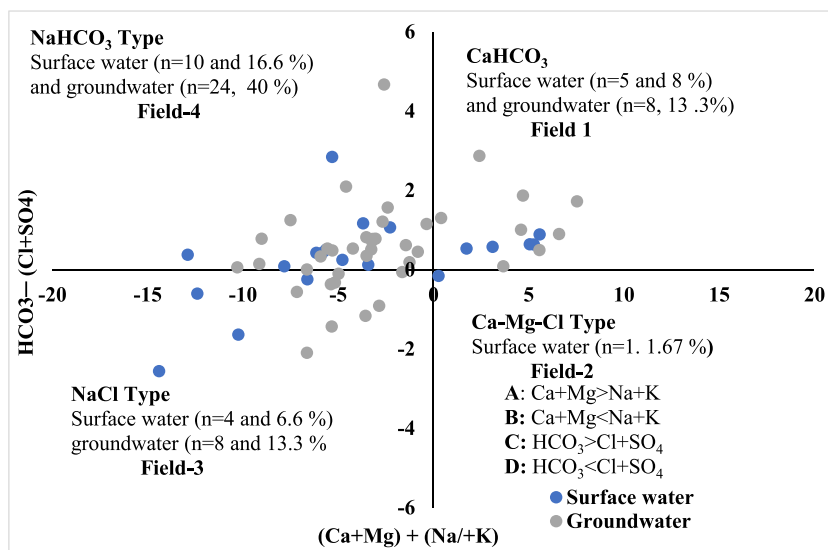 NaHCO₃ Type
Surface water (n=10 and 16.6 %)
and groundwater (n=24, 40 %)
Field-4
CaHCO₃
Surface water (n=5 and 8 %)
and groundwater (n=8, 13 .3%)
Field 1
6
4
2
0
-2
-4
-6
-20
-15
-10
-5
0
5
10
15
20
HCO3— (Cl+SO4)
NaCl Type
Surface water (n=4 and 6.6 %)
groundwater (n=8 and 13.3 %
Field-3
Ca-Mg-Cl Type
Surface water (n=1. 1.67 %)
Field-2
A: Ca+Mg>Na+K
B: Ca+Mg<Na+K
C: HCO₃>Cl+SO₄
D: HCO₃<Cl+SO₄
Surface water
Groundwater
(Ca+Mg) + (Na/+K)